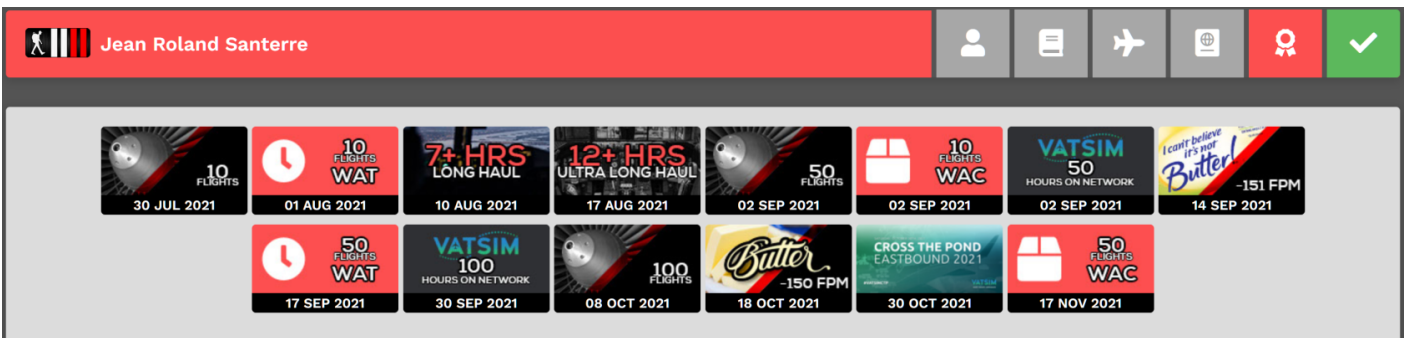 Jean Roland Santerre
10
FLIGHTS
30 JUL 2021
10
FLIGHTS
WAT
01 AUG 2021
7+ HRS
LONG HAUL
10 AUG 2021
12+ HRS
ULTRA LONG HAUL
17 AUG 2021
50
FLIGHTS
02 SEP 2021
10
FLIGHTS
WAC
02 SEP 2021
VATSIM
50
HOURS ON NETWORK
02 SEP 2021
I can't believe
it's not
Butter!
-151 FPM
14 SEP 2021
50
FLIGHTS
WAT
17 SEP 2021
VATSIM
100
HOURS ON NETWORK
30 SEP 2021
100
FLIGHTS
08 OCT 2021
Butter
-150 FPM
18 OCT 2021
CROSS THE POND
EASTBOUND 2021
VATSIM
30 OCT 2021
50
FLIGHTS
WAC
17 NOV 2021